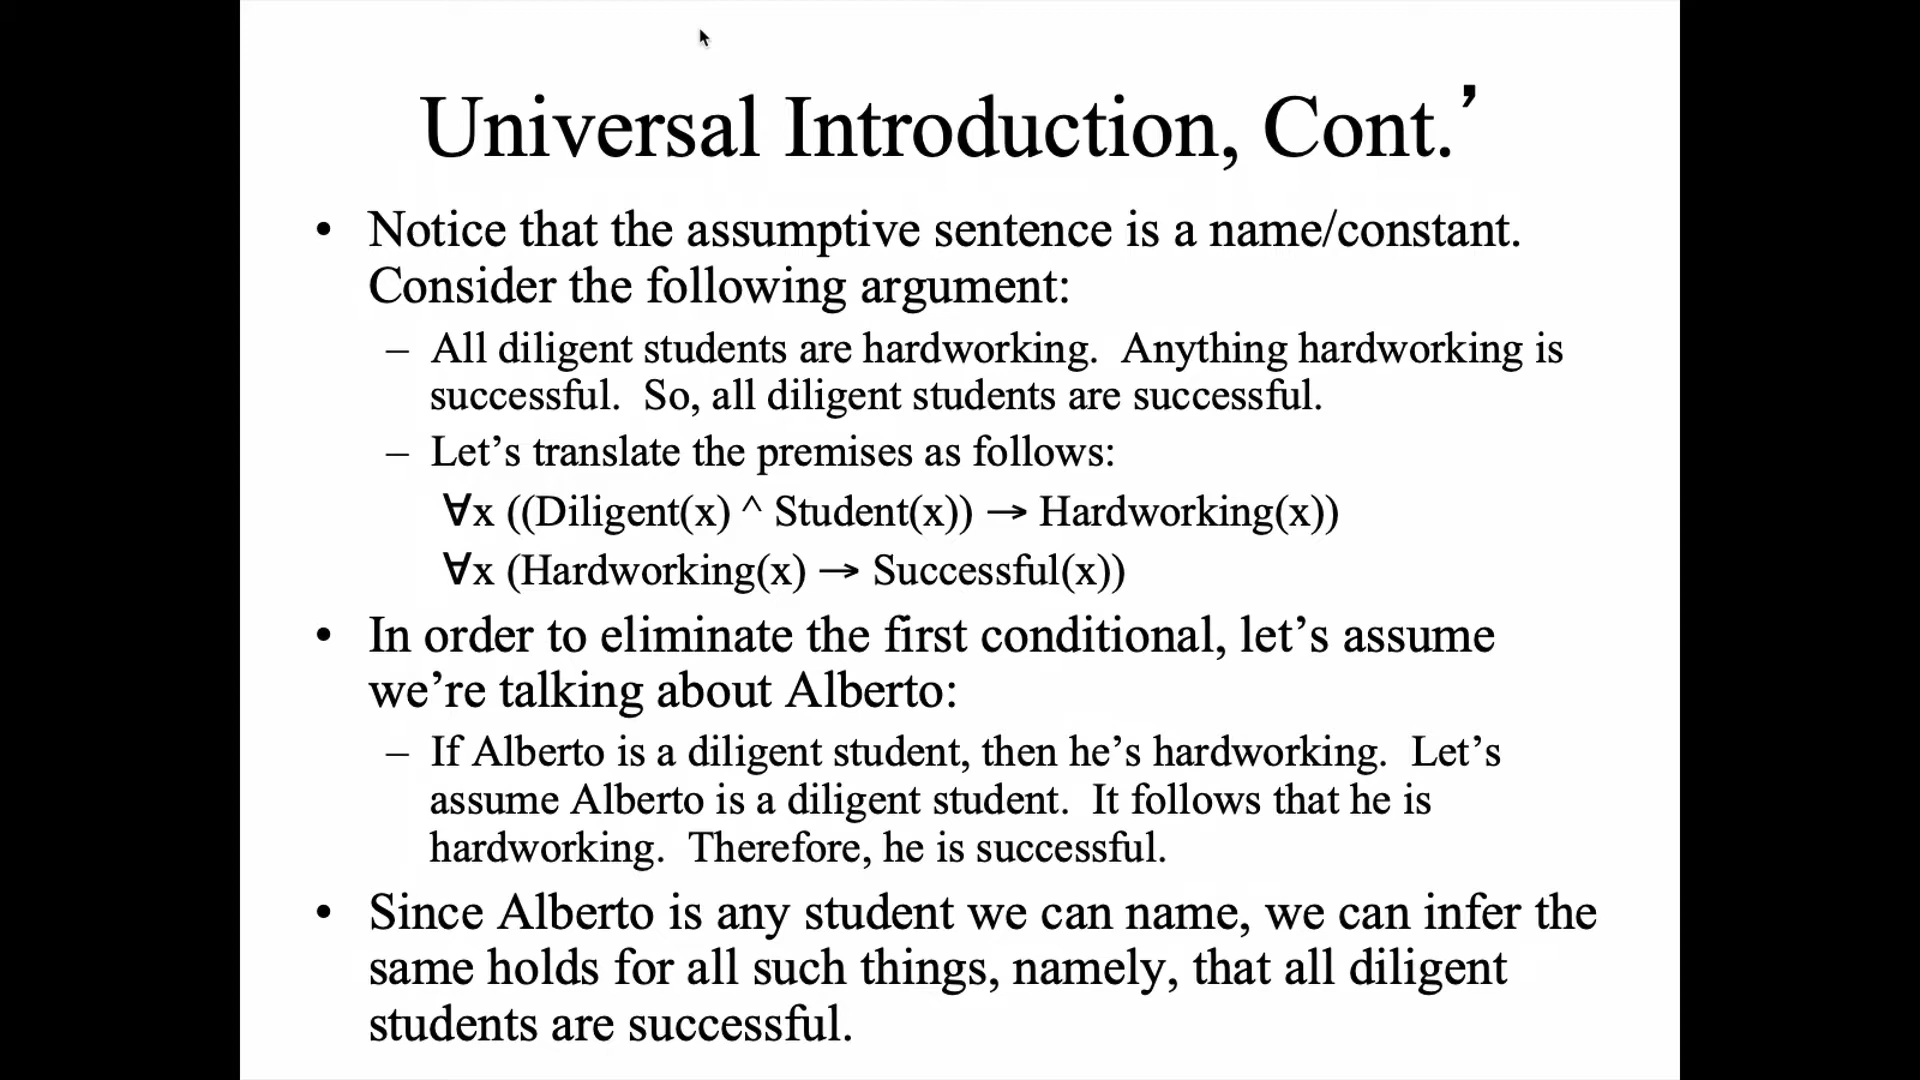 Universal Introduction, Cont.’
• Notice that the assumptive sentence is a name/constant.
Consider the following argument:
– All diligent students are hardworking.  Anything hardworking is
successful.  So, all diligent students are successful.
– Let’s translate the premises as follows:
∀x ((Diligent(x) ^ Student(x)) → Hardworking(x))
∀x (Hardworking(x) → Successful(x))
• In order to eliminate the first conditional, let’s assume
we’re talking about Alberto:
– If Alberto is a diligent student, then he’s hardworking.  Let’s
assume Alberto is a diligent student.  It follows that he is
hardworking.  Therefore, he is successful.
• Since Alberto is any student we can name, we can infer the
same holds for all such things, namely, that all diligent
students are successful.